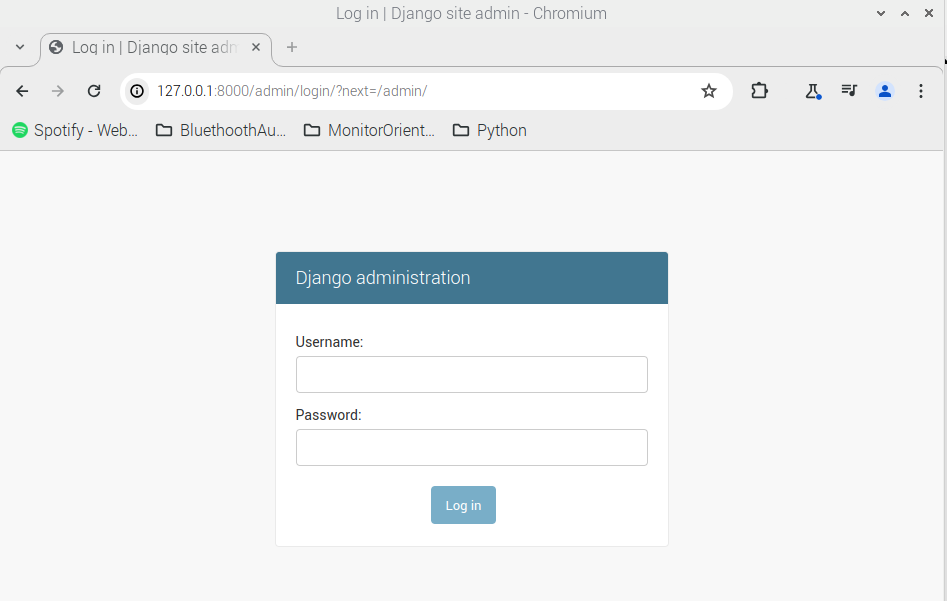 Log in | Django site admin - Chromium
Log in | Django site adm
127.0.0.1:8000/admin/login/?next=/admin/
Spotify - Web... BluethoothAu... MonitorOrient... Python
Django administration
Username:
Password:
Log in